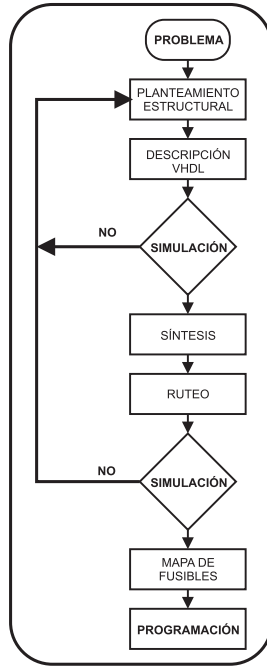 PROBLEMA
PLANTEAMIENTO
ESTRUCTURAL
DESCRIPCIÓN
VHDL
NO
SIMULACIÓN
SÍNTESIS
RUTEO
NO
SIMULACIÓN
MAPA DE
FUSIBLES
PROGRAMACIÓN